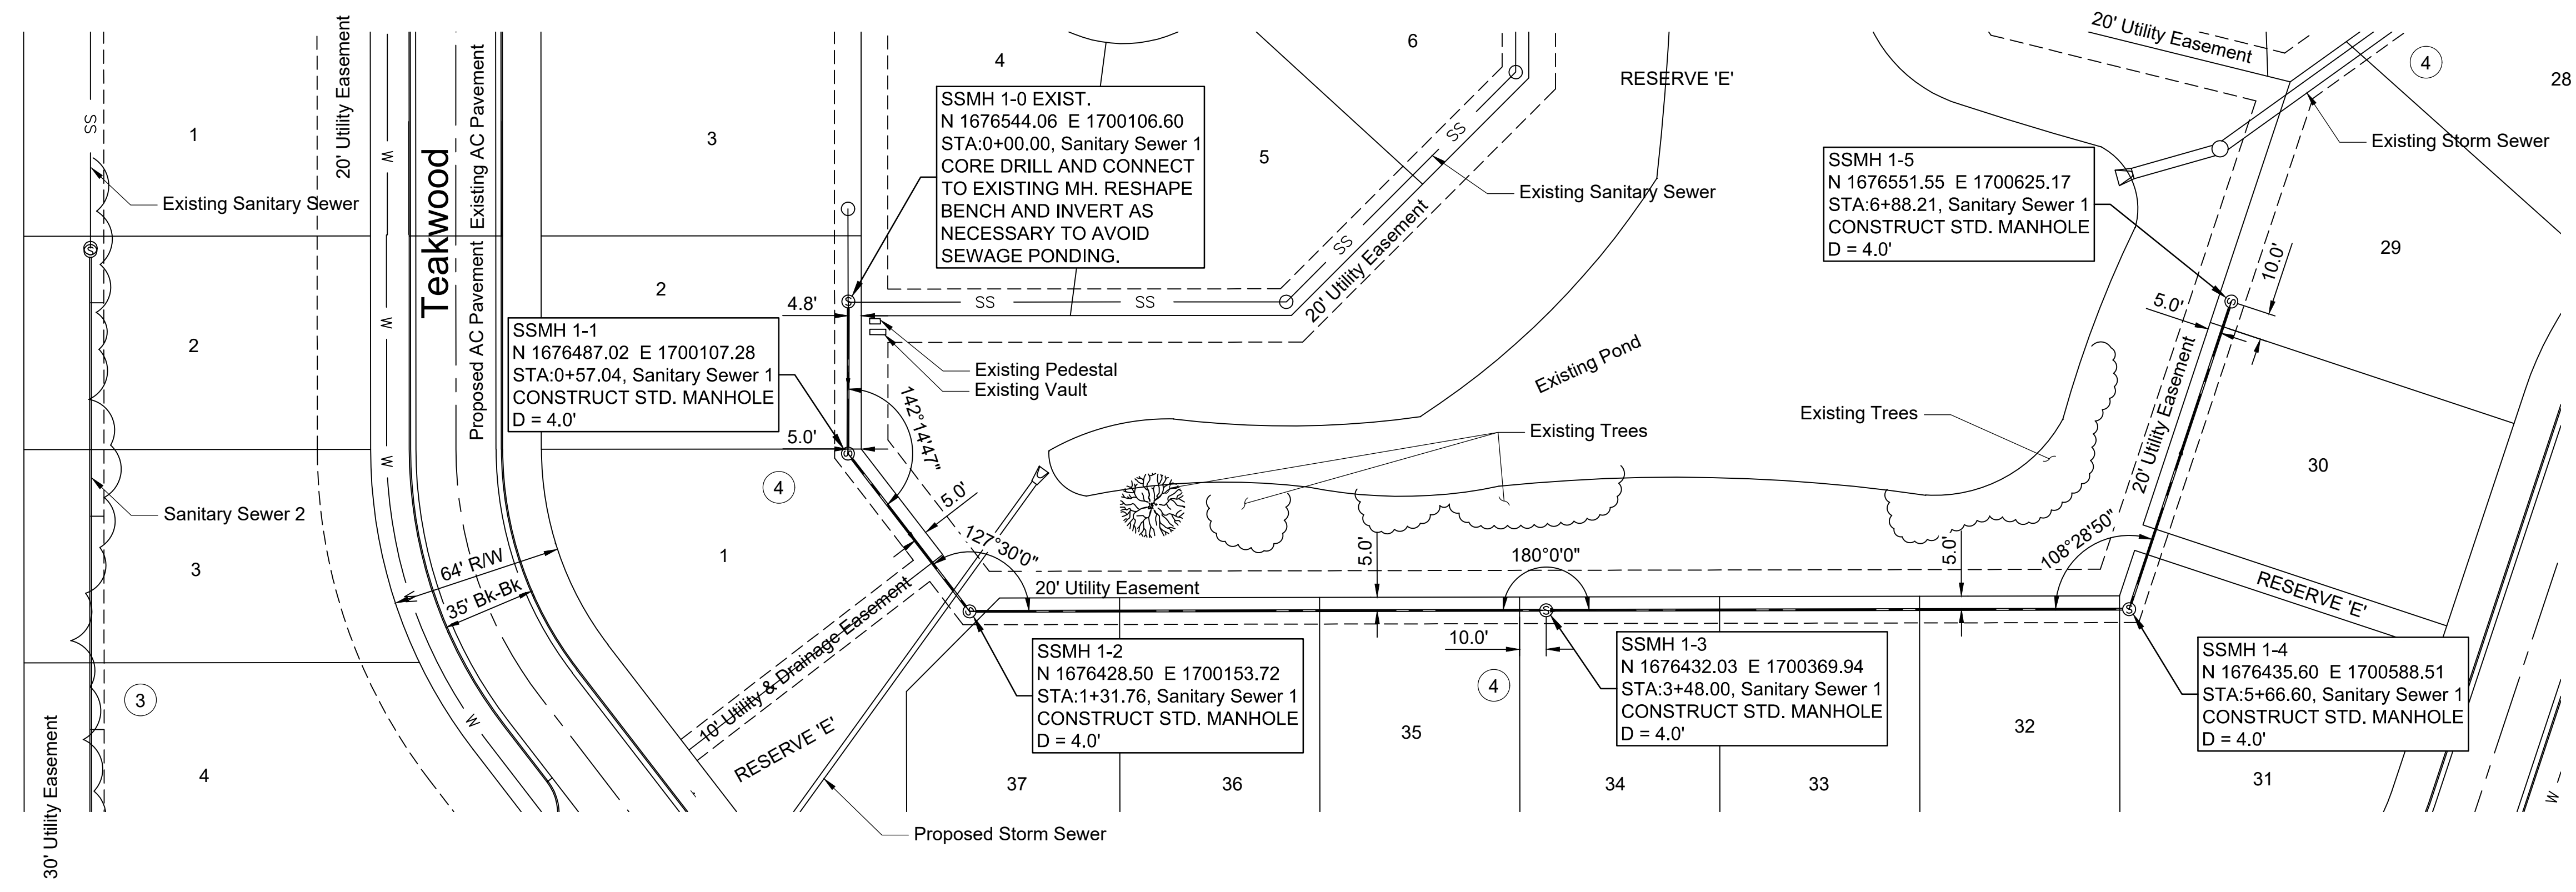 20' Utility Easement
20' Utility Easement
4
6
RESERVE 'E'
4
28
SS
1
3
5
Existing AC Pavement
Proposed AC Pavement
Teakwood
SSMH 1-0 EXIST.
N 1676544.06 E 1700106.60
STA:0+00.00, Sanitary Sewer 1
CORE DRILL AND CONNECT
TO EXISTING MH. RESHAPE
BENCH AND INVERT AS
NECESSARY TO AVOID
SEWAGE PONDING.
SS
SS
SS
SS
Existing Sanitary Sewer
20' Utility Easement
SSMH 1-5
N 1676551.55 E 1700625.17
STA:6+88.21, Sanitary Sewer 1
CONSTRUCT STD. MANHOLE
D = 4.0'
Existing Storm Sewer
Existing Sanitary Sewer
W
W
W
W
W
W
S
S
S
S
S
S
S
29
10.0'
5.0'
2
2
4.8'
SSMH 1-1
N 1676487.02 E 1700107.28
STA:0+57.04, Sanitary Sewer 1
CONSTRUCT STD. MANHOLE
D = 4.0'
Existing Pedestal
Existing Vault
142°14'47"
5.0'
Existing Pond
Existing Trees
Existing Trees
20' Utility Easement
30
4
Sanitary Sewer 2
5.0'
127°30'0"
5.0'
180°0'0"
5.0'
108°28'50"
1
3
64' R/W
35' Bk-Bk
20' Utility Easement
RESERVE 'E'
10' Utility & Drainage Easement
SSMH 1-2
N 1676428.50 E 1700153.72
STA:1+31.76, Sanitary Sewer 1
CONSTRUCT STD. MANHOLE
D = 4.0'
10.0'
4
SSMH 1-3
N 1676432.03 E 1700369.94
STA:3+48.00, Sanitary Sewer 1
CONSTRUCT STD. MANHOLE
D = 4.0'
SSMH 1-4
N 1676435.60 E 1700588.51
STA:5+66.60, Sanitary Sewer 1
CONSTRUCT STD. MANHOLE
D = 4.0'
3
30' Utility Easement
4
RESERVE 'E'
37
36
35
34
33
32
31
Proposed Storm Sewer